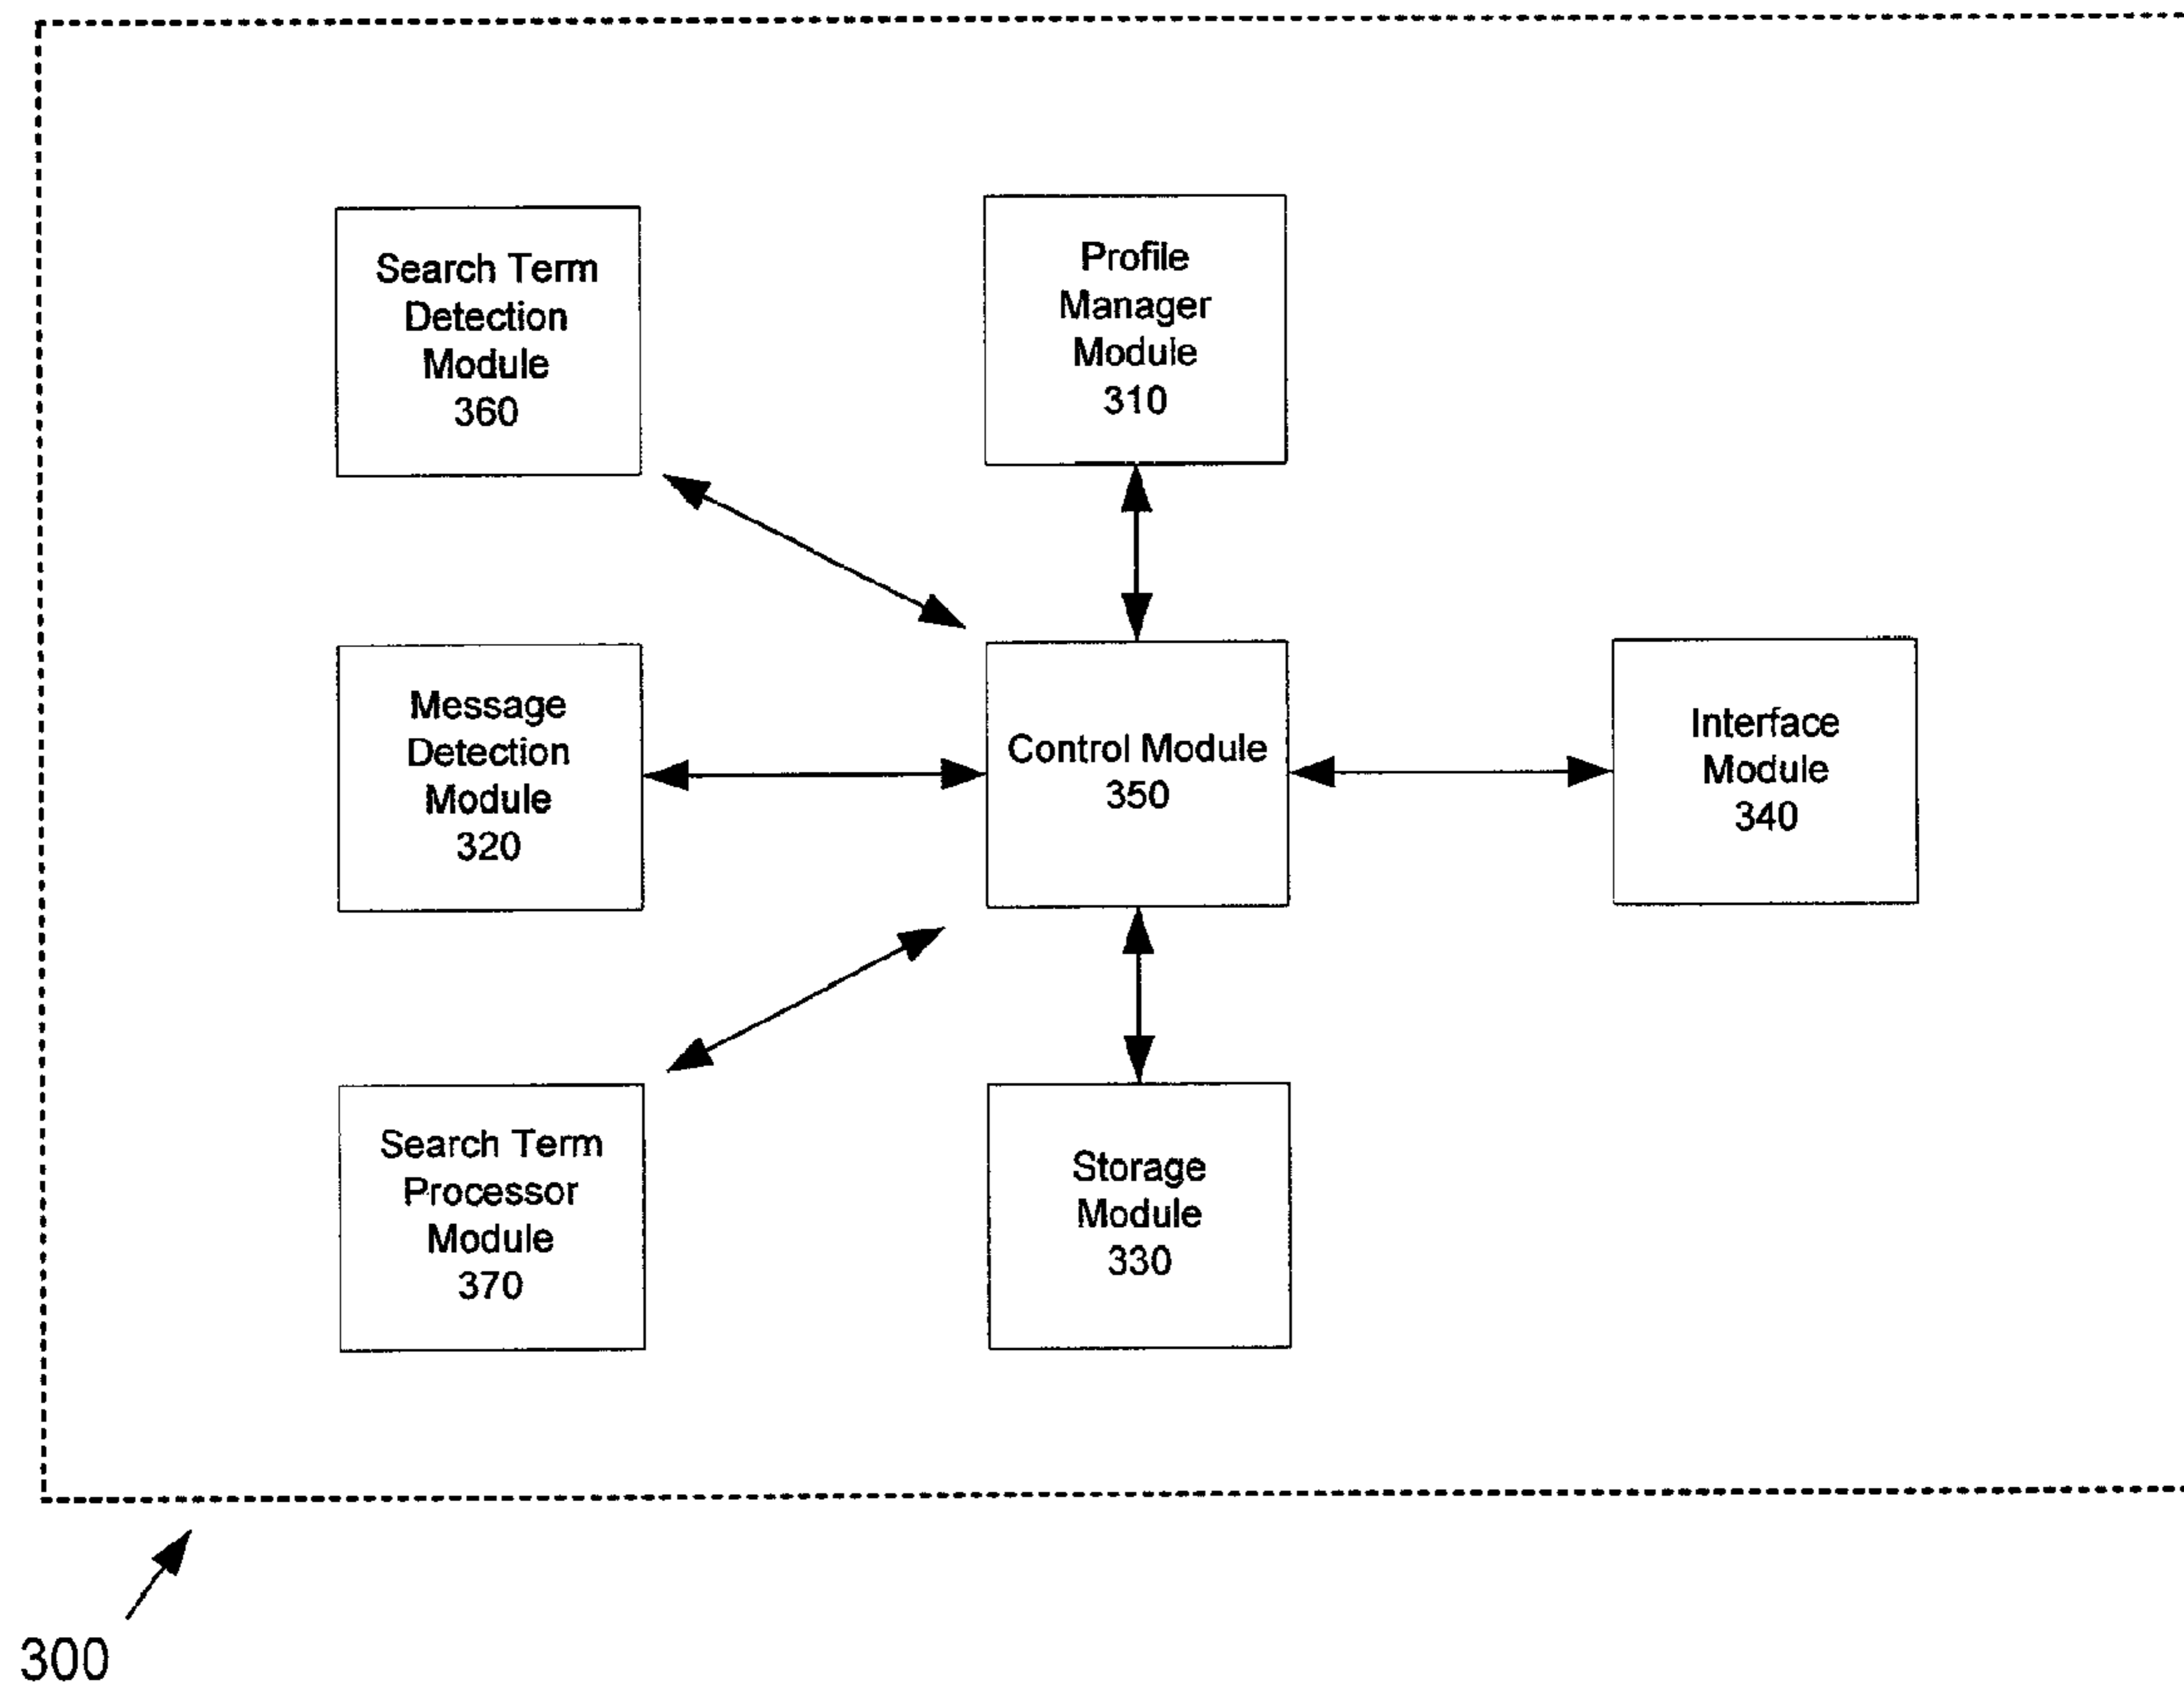 Search Term
Detection
Module
360
Profile
Manager
Module
310
Message
Detection
Module
320
Control Module
350
Interface
Module
340
Search Term
Processor
Module
370
Storage
Module
330
300